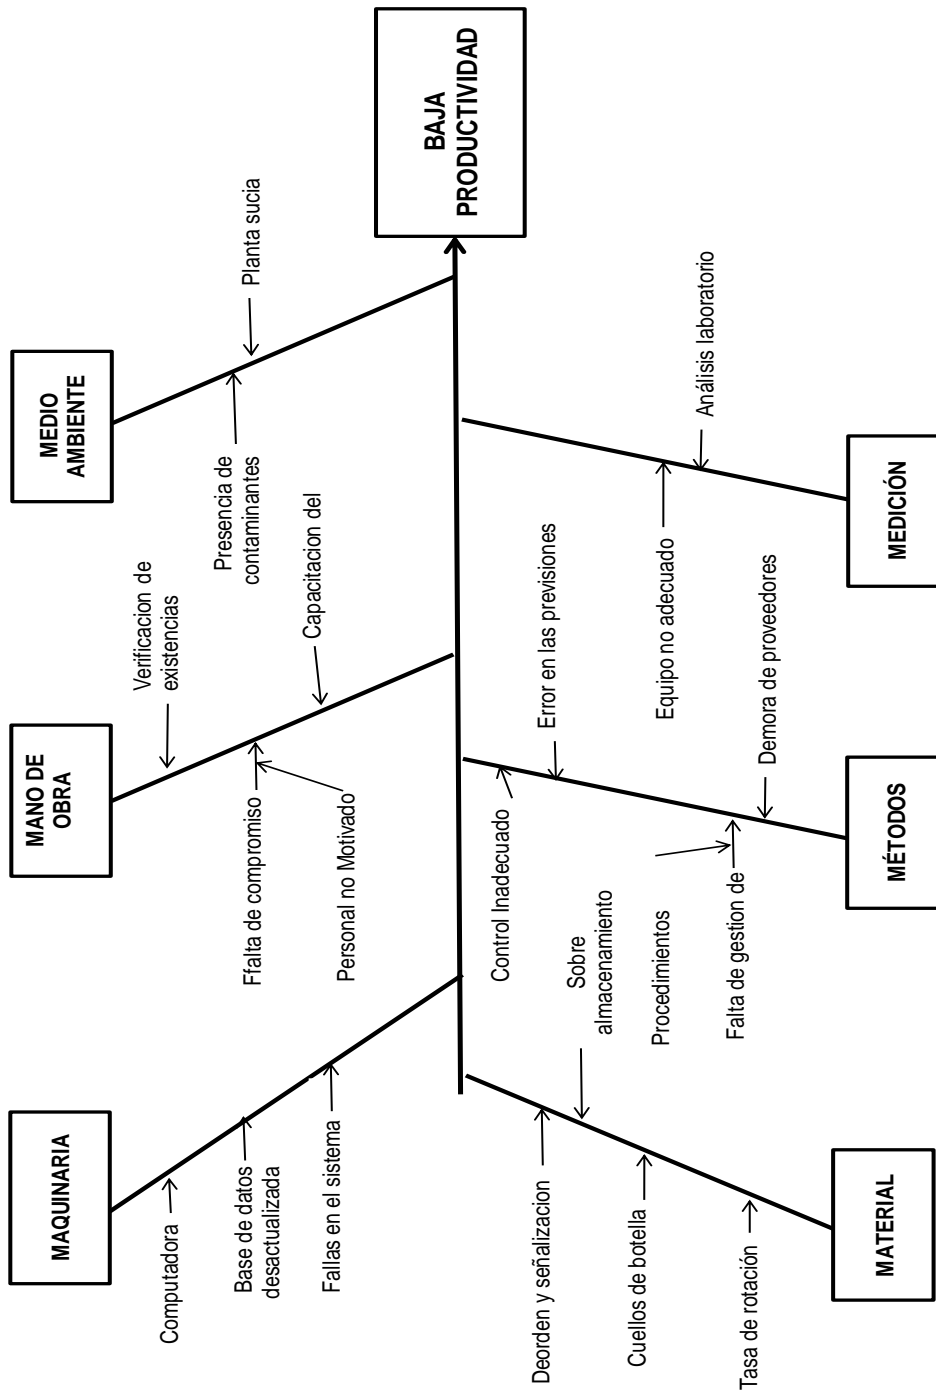 MAQUINARIA
Computadora
Base de datos
desactualizada
Fallas en el sistema
MANO DE
OBRA
Verificacion de
existencias
Ffalta de compromiso
Personal no Motivado
Capacitacion del
MEDIO
AMBIENTE
Presencia de
contaminantes
Planta sucia
BAJA
PRODUCTIVIDAD
MATERIAL
Deorden y señalizacion
Sobre
almacenamiento
Cuellos de botella
Tasa de rotación
MÉTODOS
Control Inadecuado
Error en las previsiones
Procedimientos
Falta de gestion de
Demora de proveedores
MEDICIÓN
Equipo no adecuado
Análisis laboratorio